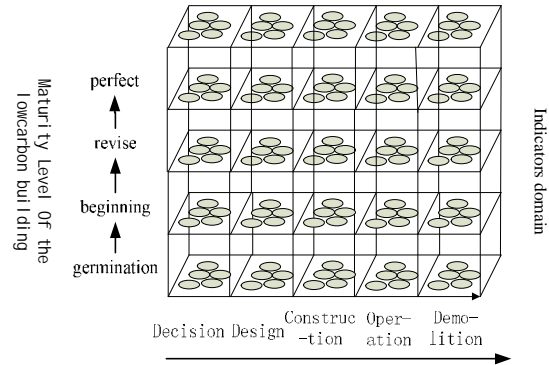 Maturity Level Of the
lowcarbon building
perfect
revise
beginning
germination
Indicators domain
Decision Design Construc
-tion Oper-
ation Demo-
lition